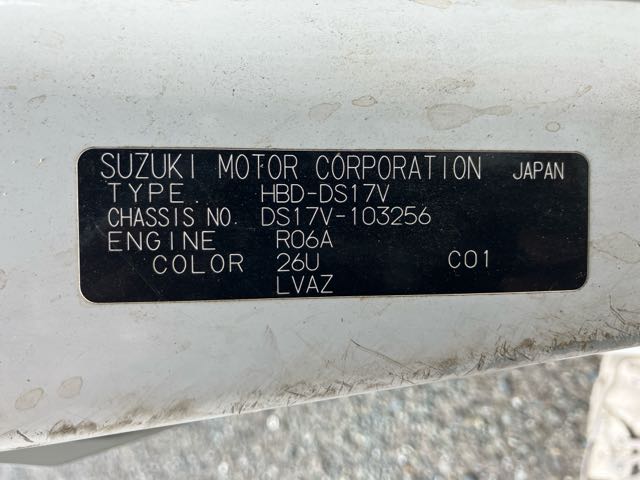 SUZUKI MOTOR CORPORATION JAPAN
TYPE HBD-DS17V
CHASSIS NO. DS17V-103256
ENGINE R06A
COLOR 26U C01
LVAZ